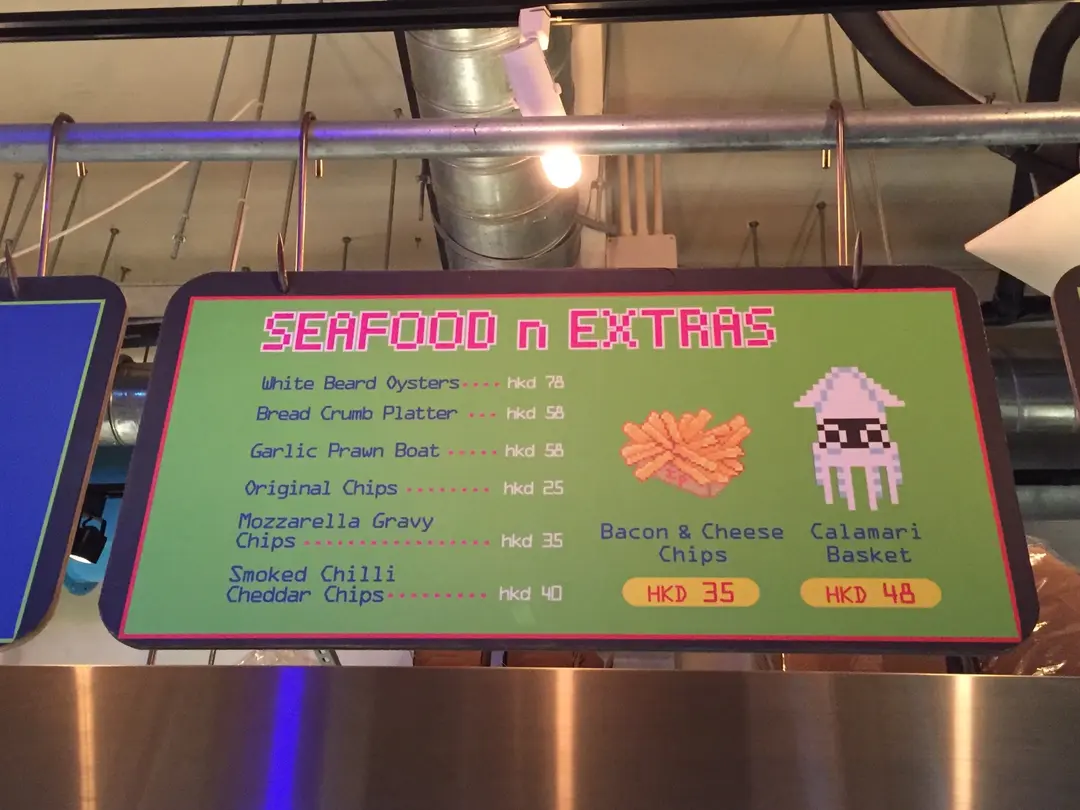 SEAFOOD n EXTRAS
White Beard Oysters.... hkd 78
Bread Crumb Platter ... hkd 58
Garlic Prawn Boat ..... hkd 58
Original Chips ........ hkd 25
Mozzarella Gravy
Chips.................. hkd 35
Smoked Chilli
Cheddar Chips......... hkd 40
Bacon & Cheese
Chips
HKD 35
Calamari
Basket
HKD 48